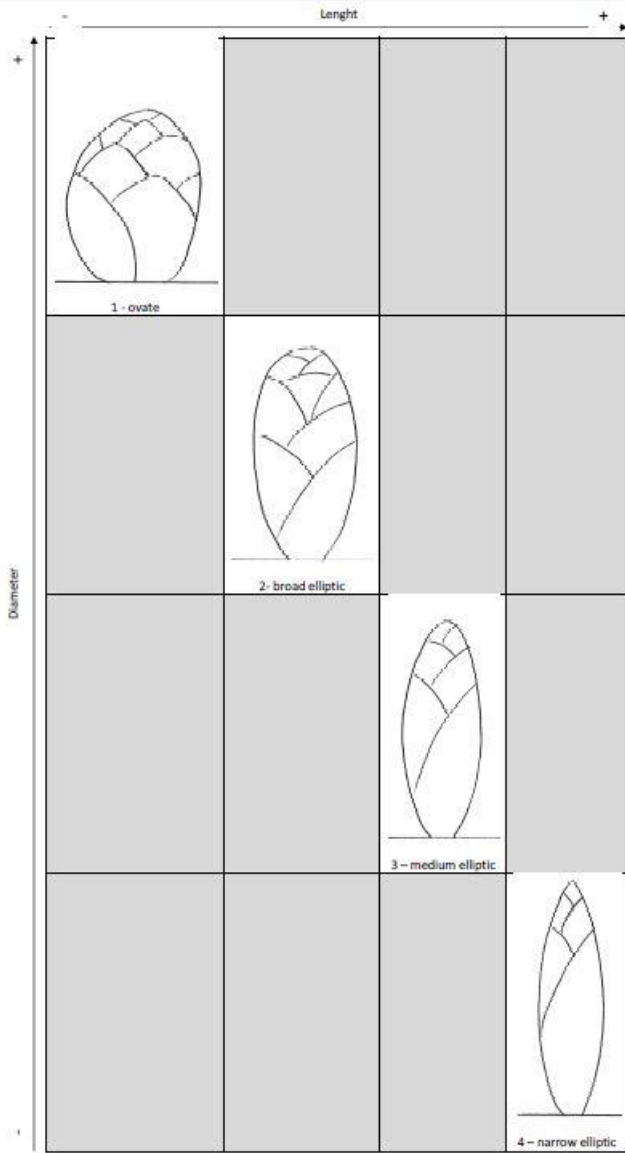 Lenght
- +
+
1 - ovate
2- broad elliptic
Diameter
3 – medium elliptic
4 – narrow elliptic
-